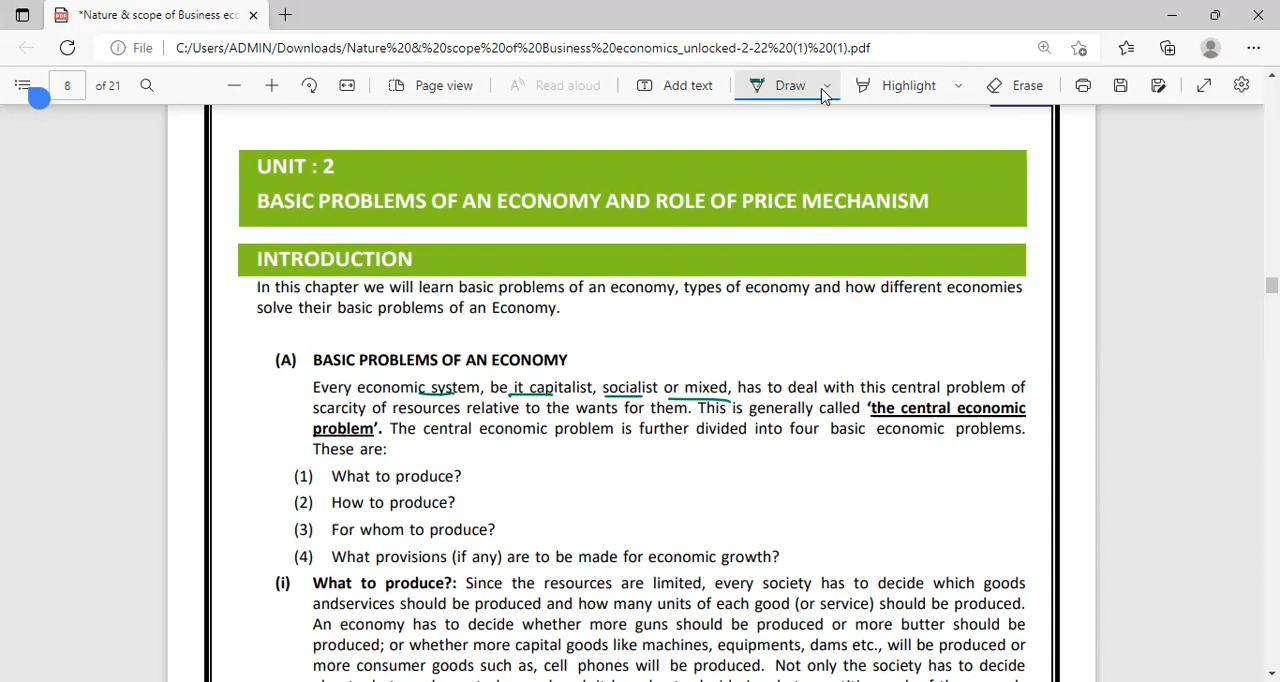 *Nature & scope of Business eco
File
C:/Users/ADMIN/Downloads/Nature%20&%20scope%20of%20Business%20economics_unlocked-2-22%20(1)%20(1).pdf
8 of 21
Page view
Read aloud
Add text
Draw
Highlight
Erase
UNIT : 2
BASIC PROBLEMS OF AN ECONOMY AND ROLE OF PRICE MECHANISM
INTRODUCTION
In this chapter we will learn basic problems of an economy, types of economy and how different economies
solve their basic problems of an Economy.
(A) BASIC PROBLEMS OF AN ECONOMY
Every economic system, be it capitalist, socialist or mixed, has to deal with this central problem of
scarcity of resources relative to the wants for them. This is generally called ‘the central economic
problem’. The central economic problem is further divided into four basic economic problems.
These are:
(1) What to produce?
(2) How to produce?
(3) For whom to produce?
(4) What provisions (if any) are to be made for economic growth?
(i) What to produce?: Since the resources are limited, every society has to decide which goods
andservices should be produced and how many units of each good (or service) should be produced.
An economy has to decide whether more guns should be produced or more butter should be
produced; or whether more capital goods like machines, equipments, dams etc., will be produced or
more consumer goods such as, cell phones will be produced. Not only the society has to decide